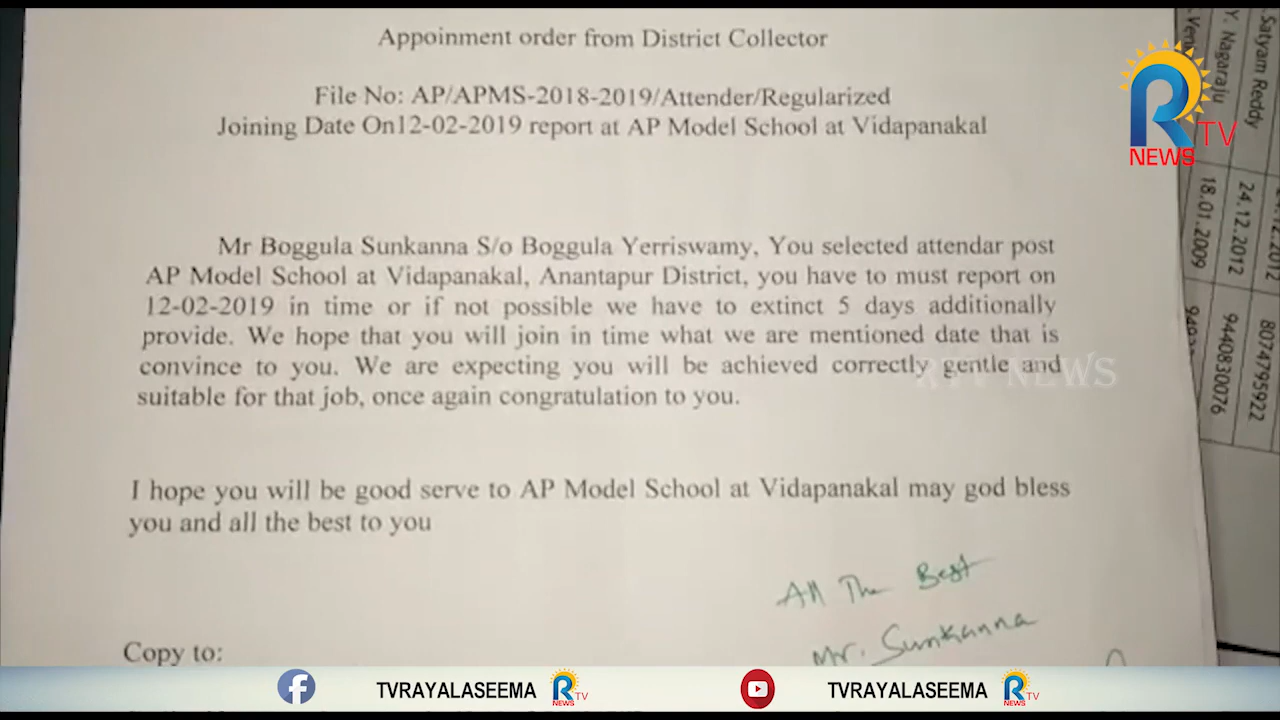 Appoinment order from District Collector
File No: AP/APMS-2018-2019/Attender/Regularized
Joining Date On12-02-2019 report at AP Model School at Vidapanakal
Mr Boggula Sunkanna S/o Boggula Yerriswamy, You selected attendar post
AP Model School at Vidapanakal, Anantapur District, you have to must report on
12-02-2019 in time or if not possible we have to extinct 5 days additionally
provide. We hope that you will join in time what we are mentioned date that is
convince to you. We are expecting you will be achieved correctly gentle and
suitable for that job, once again congratulation to you.
I hope you will be good serve to AP Model School at Vidapanakal may god bless
you and all the best to you
All The Best
Mr. Sunkanna
Copy to:
R TV
NEWS
RTV NEWS
Satyam Reddy
Y. Nagaraju
24.12.2012
18.01.2009
8074795922
9440830076
TVRAYALASEEMA R TV NEWS
TVRAYALASEEMA R TV NEWS